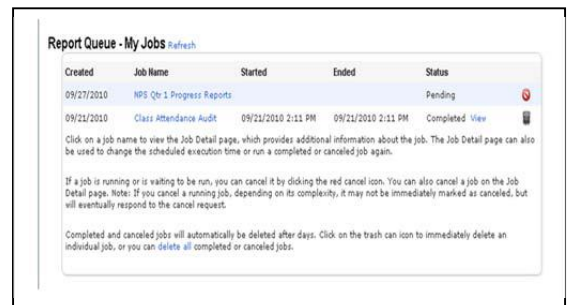 Report Queue - My Jobs Refresh
Created Job Name Started Ended Status
09/27/2010 NPS Qtr 1 Progress Reports Pending
09/21/2010 Class Attendance Audit 09/21/2010 2:11 PM 09/21/2010 2:11 PM Completed View
Click on a job name to view the Job Detail page, which provides additional information about the job. The Job Detail page can also
be used to change the scheduled execution time or run a completed or canceled job again.
If a job is running or is waiting to be run, you can cancel it by clicking the red cancel icon. You can also cancel a job on the Job
Detail page. Note: If you cancel a running job, depending on its complexity, it may not be immediately marked as canceled, but
will eventually respond to the cancel request.
Completed and canceled jobs will automatically be deleted after days. Click on the trash can icon to immediately delete an
individual job, or you can delete all completed or canceled jobs.